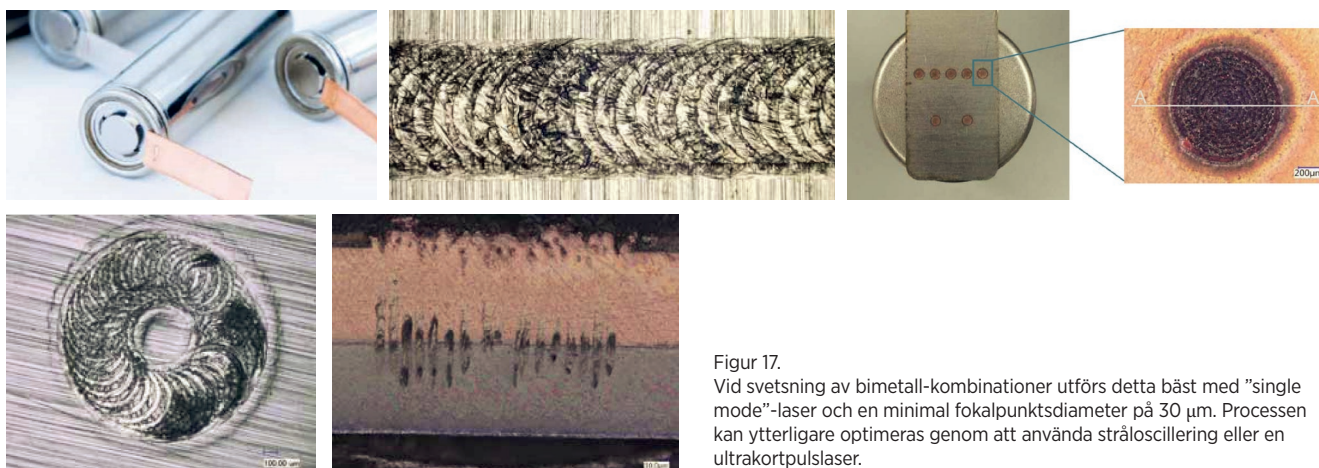 A
A
200µm
100.00 um
Figur 17.
Vid svetsning av bimetall-kombinationer utförs detta bäst med ”single
mode”-laser och en minimal fokalpunktsdiameter på 30 µm. Processen
kan ytterligare optimeras genom att använda stråloscillering eller en
ultrakortpulslaser.